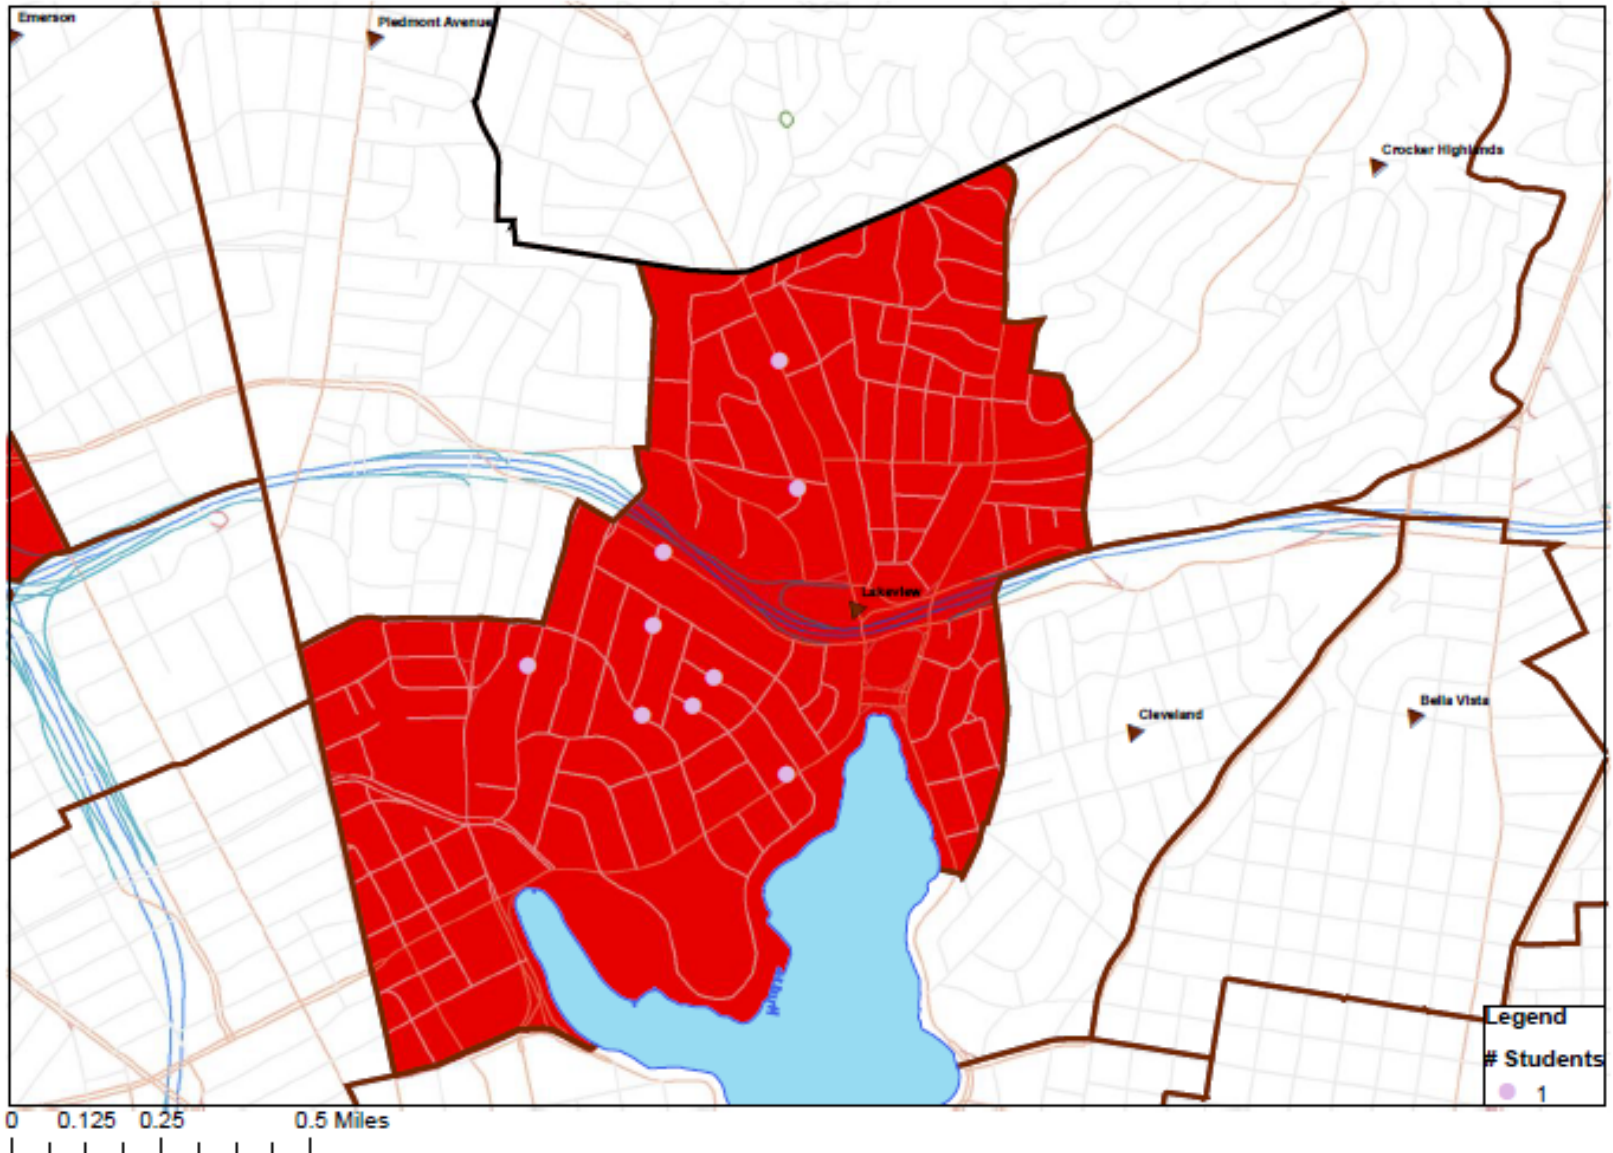 Emerson
Piedmont Avenue
Crocker Highlands
Lakeview
Cleveland
Bella Vista
Legend
# Students
1
0 0.125 0.25 0.5 Miles